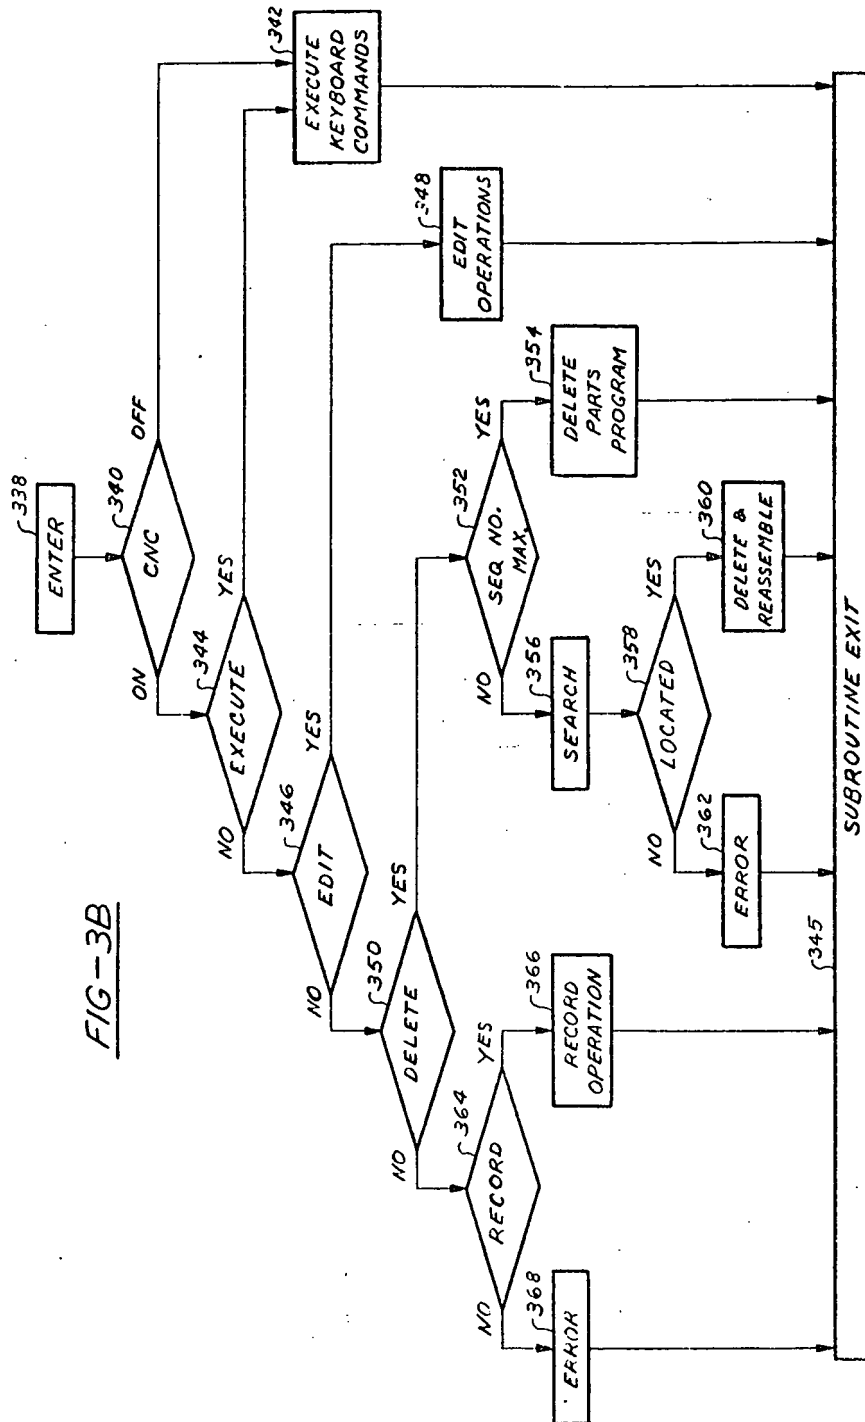 FIG-3B
338
ENTER
340
CNC
ON
OFF
342
EXECUTE
KEYBOARD
COMMANDS
344
EXECUTE
NO
YES
346
EDIT
NO
YES
348
EDIT
OPERATIONS
350
DELETE
NO
YES
352
SEQ NO.
MAX.
NO
YES
354
DELETE
PARTS
PROGRAM
356
SEARCH
358
LOCATED
NO
YES
360
DELETE &
REASSEMBLE
362
ERROR
364
RECORD
NO
YES
366
RECORD
OPERATION
368
ERROR
345
SUBROUTINE EXIT